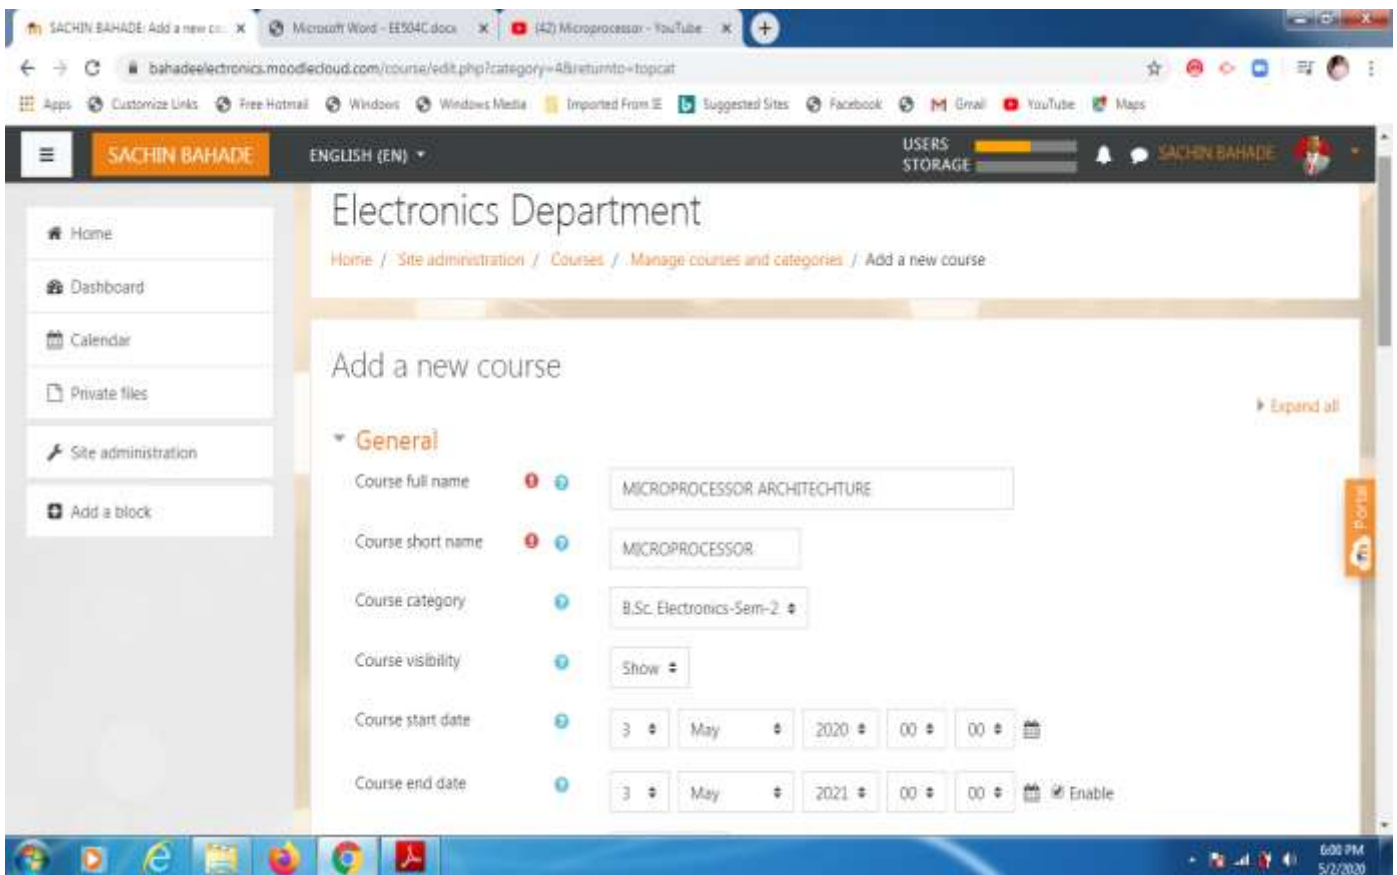 SACHIN BAHADE: Add a new co
Microsoft Word - EE504C.docx
(42) Microprocessor - YouTube
bahadeelectronics.moodlecloud.com/course/edit.php?category=4&returnto=topcat
Apps Customize Links Free Hotmail Windows Windows Media Imported From IE Suggested Sites Facebook Gmail YouTube Maps
SACHIN BAHADE ENGLISH (EN) USERS
STORAGE
SACHIN BAHADE
Home
Dashboard
Calendar
Private files
Site administration
Add a block
Electronics Department
Home / Site administration / Courses / Manage courses and categories / Add a new course
Add a new course
Expand all
General
Course full name MICROPROCESSOR ARCHITECHTURE
Course short name MICROPROCESSOR
Course category B.Sc. Electronics-Sem-2
Course visibility Show
Course start date 3 May 2020 00 00
Course end date 3 May 2021 00 00 Enable
Portal
6:00 PM
5/2/2020